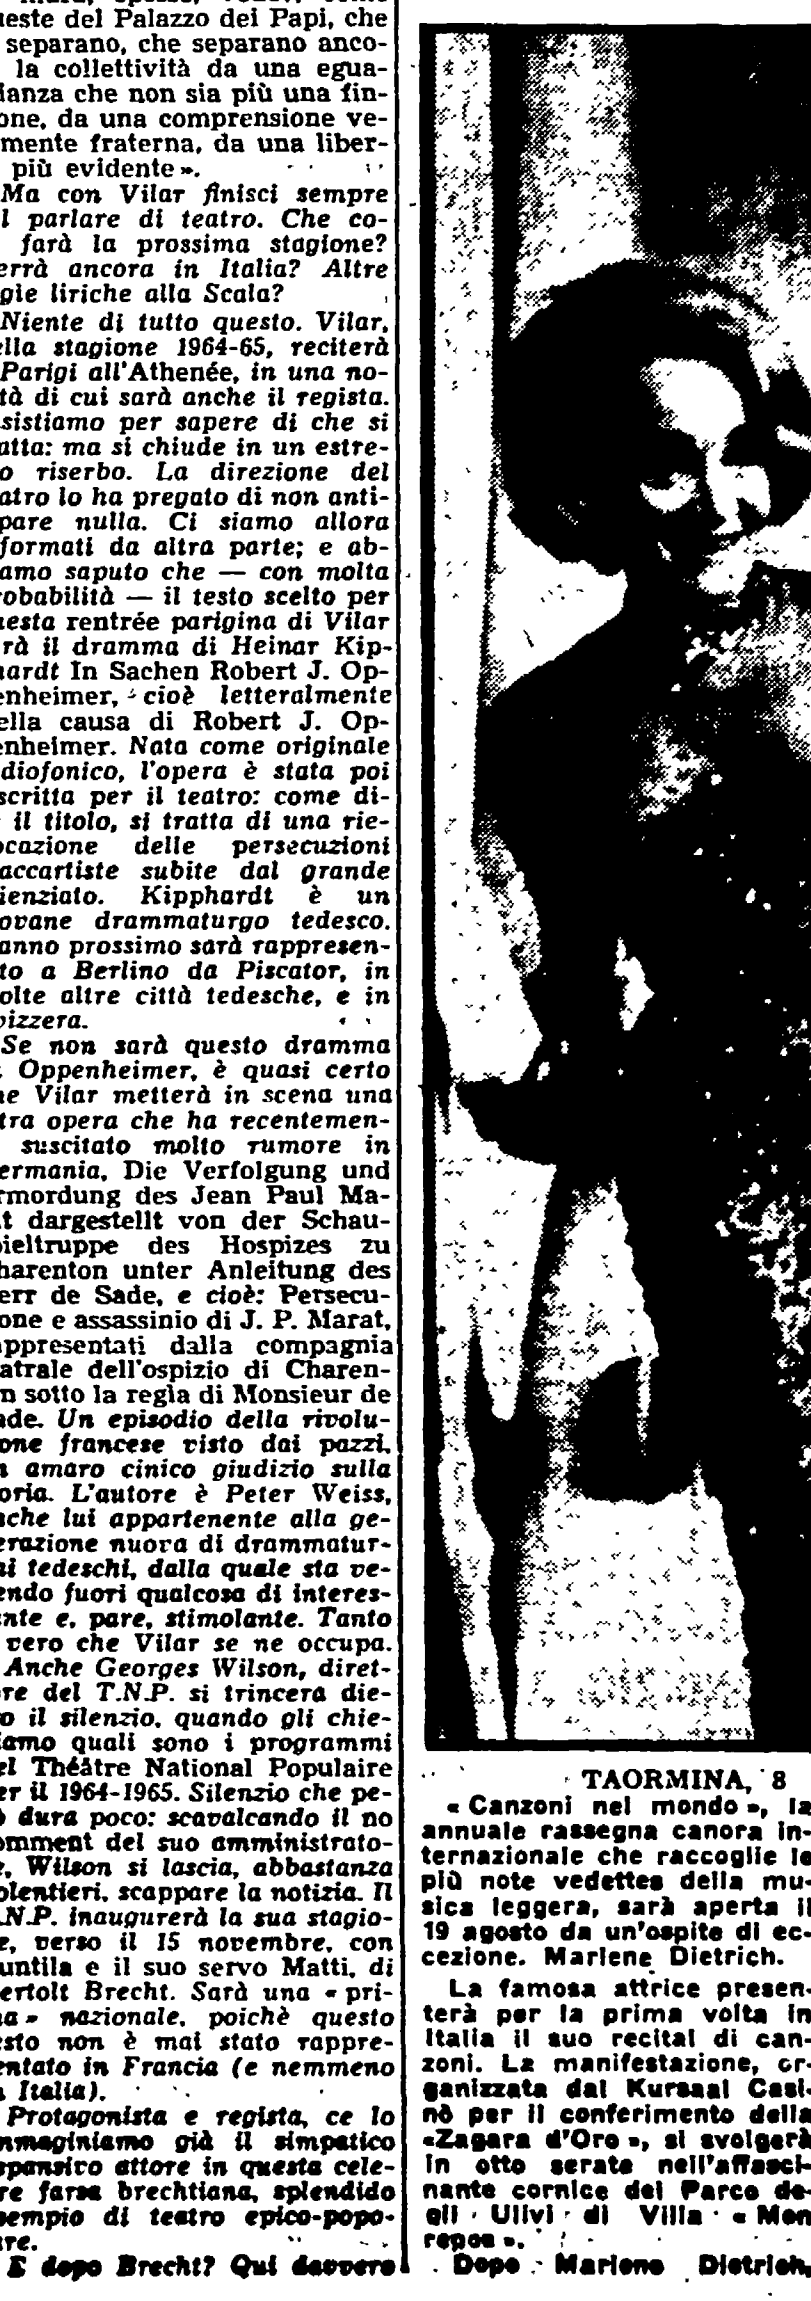 ueste del Palazzo dei Papi, che
separano, che separano anco-
la collettività da una egua-
lianza che non sia più una fin-
one, da una comprensione ve-
mente fraterna, da una liber-
più evidente ».
Ma con Vilar finisci sempre
l parlare di teatro. Che co-
farà la prossima stagione?
errà ancora in Italia? Altre
gie liriche alla Scala?
Niente di tutto questo. Vilar,
ella stagione 1964-65, reciterà
Parigi all'Athenée, in una no-
tà di cui sarà anche il regista.
sistiamo per sapere di che si
atta: ma si chiude in un estre-
o riserbo. La direzione del
atro lo ha pregato di non anti-
pare nulla. Ci siamo allora
formati da altra parte; e ab-
amo saputo che — con molta
robabilità — il testo scelto per
uesta rentrée parigina di Vilar
rà il dramma di Heinar Kip-
hardt In Sachen Robert J. Op-
enheimer, cioè letteralmente
ella causa di Robert J. Op-
enheimer. Nata come originale
diofonico, l'opera è stata poi
scritta per il teatro: come di-
il titolo, si tratta di una rie-
ocazione delle persecuzioni
accartiste subite dal grande
ienziato. Kipphardt è un
ovane drammaturgo tedesco.
anno prossimo sarà rappresen-
to a Berlino da Piscator, in
olte altre città tedesche, e in
vizzera.
Se non sarà questo dramma
Oppenheimer, è quasi certo
he Vilar metterà in scena una
tra opera che ha recentemen-
suscitato molto rumore in
ermania, Die Verfolgung und
rmordung des Jean Paul Ma-
t dargestellt von der Schau-
ieltruppe des Hospizes zu
harenton unter Anleitung des
err de Sade, e cioè: Persecu-
one e assassinio di J. P. Marat,
appresentati dalla compagnia
atrale dell'ospizio di Charen-
n sotto la regia di Monsieur de
ade. Un episodio della rivolu-
one francese visto dai pazzi,
n amaro cinico giudizio sulla
oria. L'autore è Peter Weiss,
nche lui appartenente alla ge-
erazione nuova di drammatur-
hi tedeschi, dalla quale sta ve-
endo fuori qualcosa di interes-
nte e, pare, stimolante. Tanto
vero che Vilar se ne occupa.
Anche Georges Wilson, diret-
re del T.N.P. si trincera die-
o il silenzio, quando gli chie-
iamo quali sono i programmi
el Théâtre National Populaire
er il 1964-1965. Silenzio che pe-
ò dura poco: scavalcando il no
omment del suo amministrato-
e, Wilson si lascia, abbastanza
olentieri, scappare la notizia. Il
.N.P. inaugurerà la sua stagio-
e, verso il 15 novembre, con
untila e il suo servo Matti, di
ertolt Brecht. Sarà una « pri-
na » nazionale, poichè questo
esto non è mai stato rappre-
entato in Francia (e nemmeno
n Italia).
Protagonista e regista, ce lo
nmaginiamo già il simpatico
spansivo attore in questa cele-
re farsa brechtiana, splendido
sempio di teatro epico-popo-
are.
E dopo Brecht? Qui davvero
TAORMINA, 8
« Canzoni nel mondo », la
annuale rassegna canora in-
ternazionale che raccoglie le
più note vedettes della mu-
sica leggera, sarà aperta il
19 agosto da un'ospite di ec-
cezione. Marlene Dietrich.
La famosa attrice presen-
terà per la prima volta in
Italia il suo recital di can-
zoni. La manifestazione, or-
ganizzata dal Kursaal Casi-
nò per il conferimento della
«Zagara d'Oro », si svolgerà
in otto serate nell'affasci-
nante cornice del Parco de-
gli Ulivi di Villa « Mon
repos ».
Dopo Marlene Dietrich,